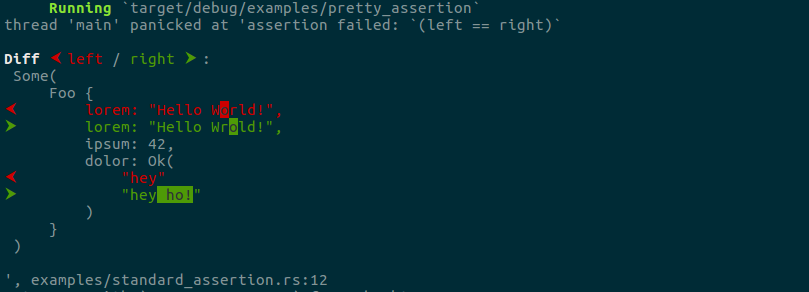 Running `target/debug/examples/pretty_assertion`
thread 'main' panicked at 'assertion failed: `(left == right)`
Diff < left / right > :
Some(
Foo {
< lorem: "Hello World!",
> lorem: "Hello Wrold!",
ipsum: 42,
dolor: Ok(
< "hey"
> "hey ho!"
)
}
)
', examples/standard_assertion.rs:12